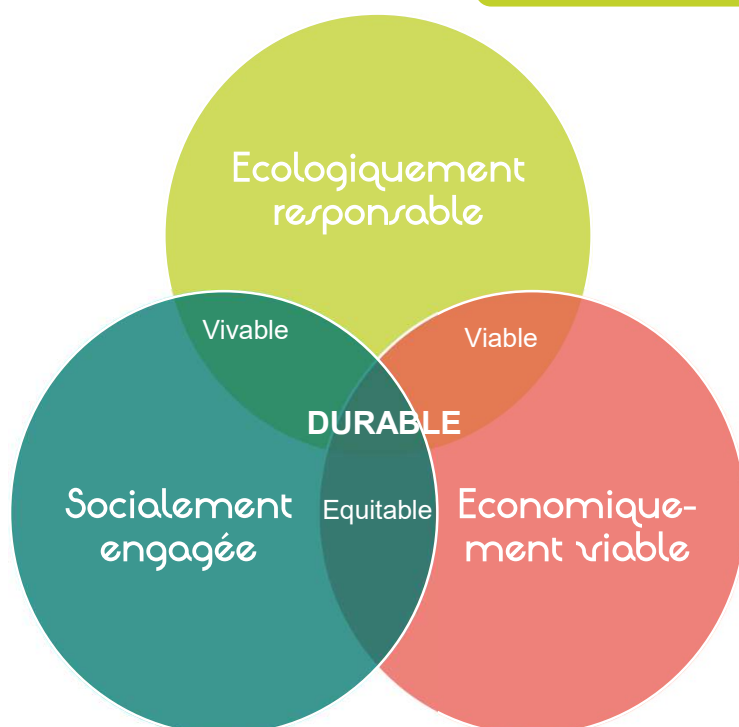 Ecologiquement
responsable
Vivable
Viable
DURABLE
Socialement
engagée
Equitable
Economique-
ment viable